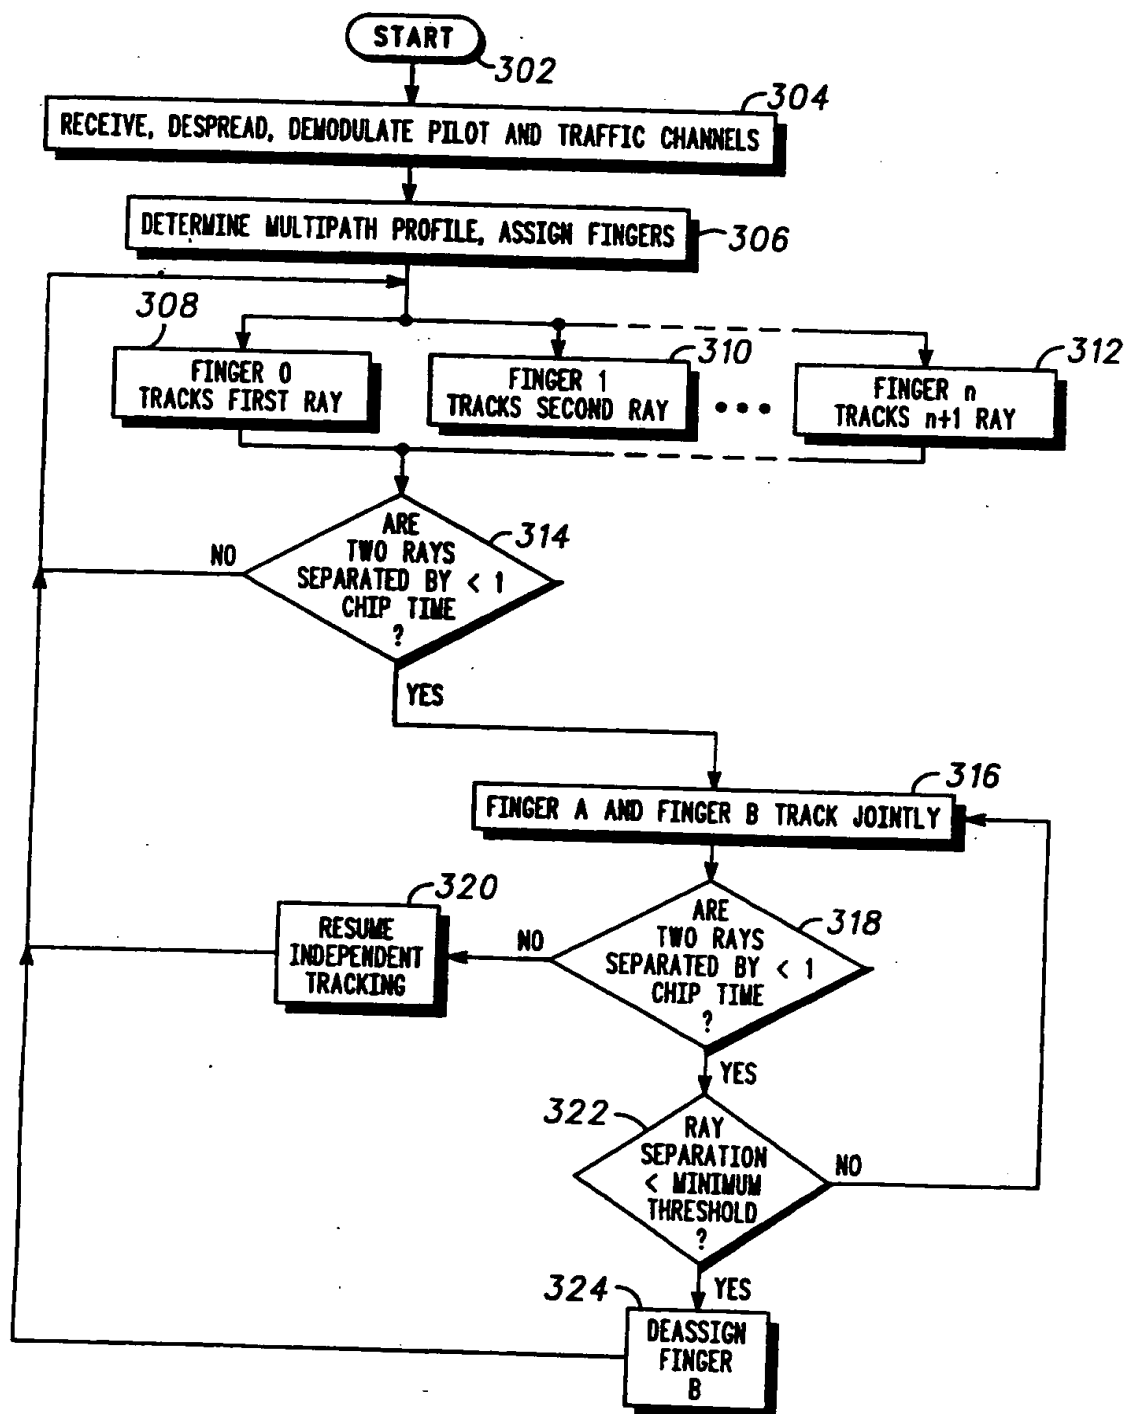 START
302
304
RECEIVE, DESPREAD, DEMODULATE PILOT AND TRAFFIC CHANNELS
DETERMINE MULTIPATH PROFILE, ASSIGN FINGERS
306
308
310
312
FINGER 0
TRACKS FIRST RAY
FINGER 1
TRACKS SECOND RAY
•••
FINGER n
TRACKS n+1 RAY
314
NO
ARE
TWO RAYS
SEPARATED BY < 1
CHIP TIME
?
YES
316
FINGER A AND FINGER B TRACK JOINTLY
320
RESUME
INDEPENDENT
TRACKING
NO
318
ARE
TWO RAYS
SEPARATED BY < 1
CHIP TIME
?
YES
322
RAY
SEPARATION
< MINIMUM
THRESHOLD
?
NO
YES
324
DEASSIGN
FINGER
B